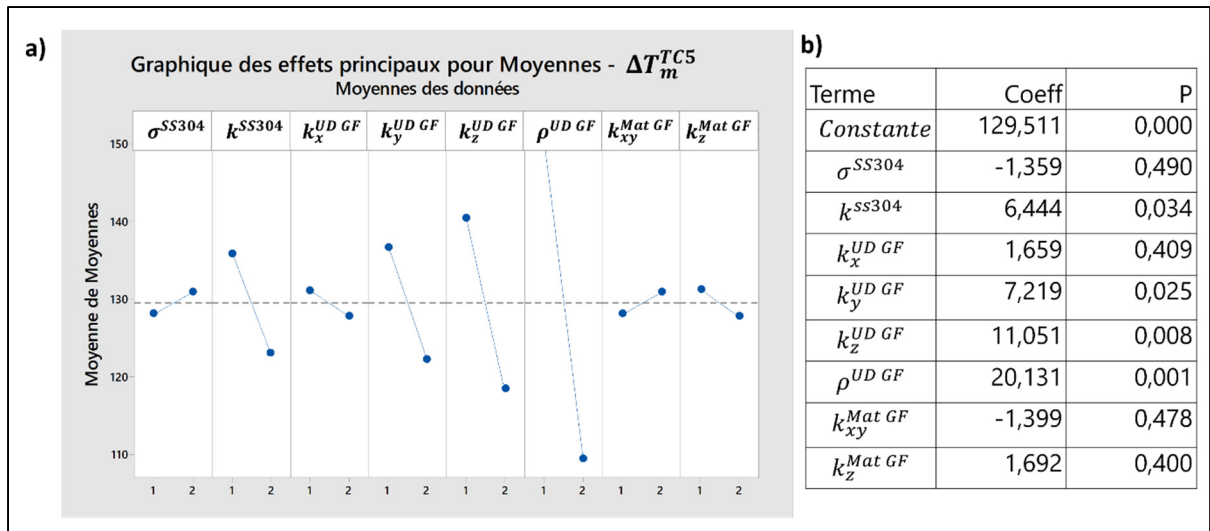 a)
Graphique des effets principaux pour Moyennes - ΔT_m^{TC5}
Moyennes des données
σ^{SS304} k^{SS304} k_x^{UD GF} k_y^{UD GF} k_z^{UD GF} ρ^{UD GF} k_{xy}^{Mat GF} k_z^{Mat GF}
Moyenne de Moyennes
150
140
130
120
110
1 2 1 2 1 2 1 2 1 2 1 2 1 2 1 2
b)
Terme Coeff P
Constante 129,511 0,000
σ^{SS304} -1,359 0,490
k^{ss304} 6,444 0,034
k_x^{UD GF} 1,659 0,409
k_y^{UD GF} 7,219 0,025
k_z^{UD GF} 11,051 0,008
ρ^{UD GF} 20,131 0,001
k_{xy}^{Mat GF} -1,399 0,478
k_z^{Mat GF} 1,692 0,400